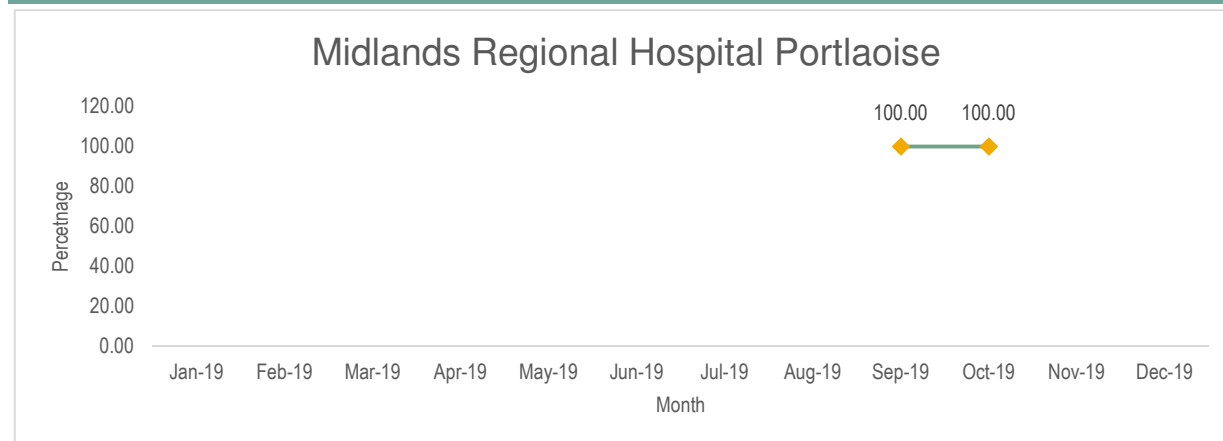 Midlands Regional Hospital Portlaoise
120.00
100.00
80.00
60.00
40.00
20.00
0.00
Percetnage
100.00 100.00
Jan-19 Feb-19 Mar-19 Apr-19 May-19 Jun-19 Jul-19 Aug-19 Sep-19 Oct-19 Nov-19 Dec-19
Month